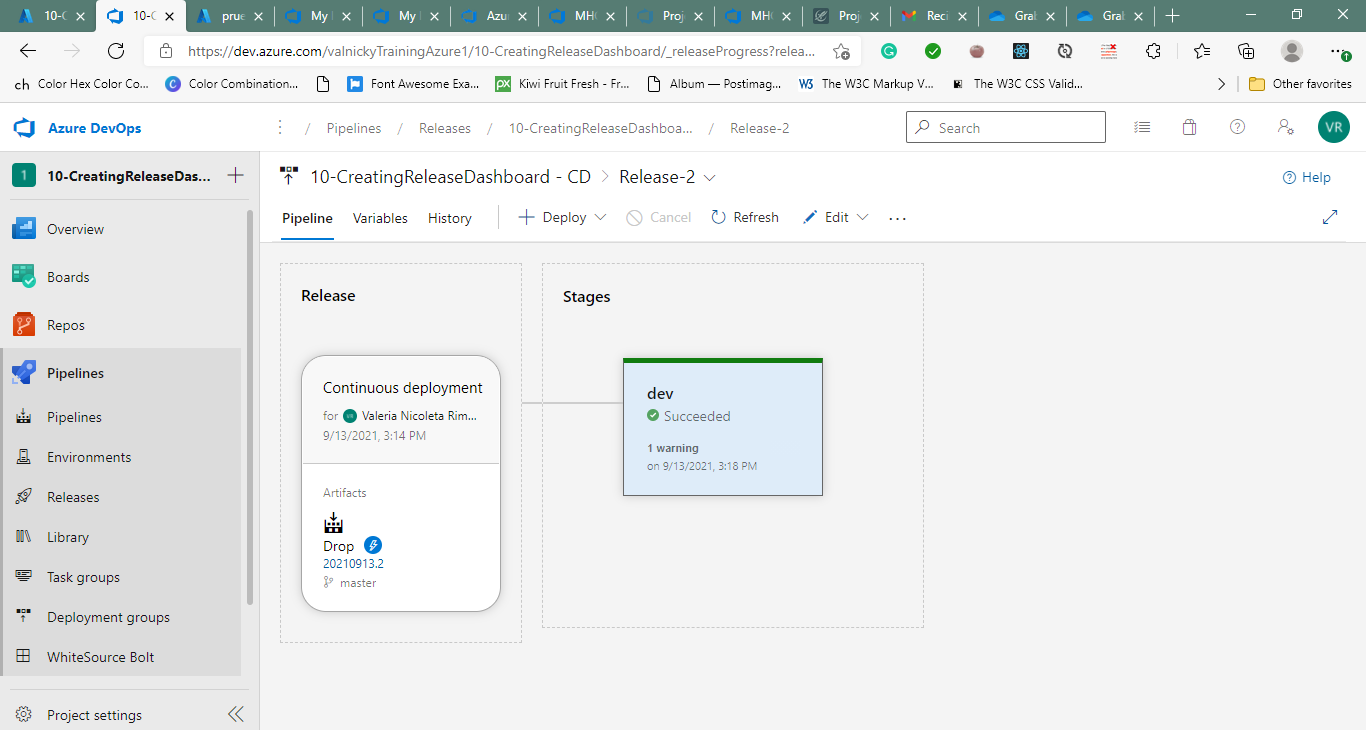 10-C
10-C
prue
My
My
Azu
MH
Proj
MH
Proj
Reci
Gral
Gral
https://dev.azure.com/valnickyTrainingAzure1/10-CreatingReleaseDashboard/_releaseProgress?relea...
ch Color Hex Color Co...
C Color Combination...
Font Awesome Exa...
px Kiwi Fruit Fresh - Fr...
Album — Postimag...
W3 The W3C Markup V...
The W3C CSS Valid...
Other favorites
Azure DevOps
/ Pipelines / Releases / 10-CreatingReleaseDashboa... / Release-2
Search
VR
1 10-CreatingReleaseDas...
Overview
Boards
Repos
Pipelines
Pipelines
Environments
Releases
Library
Task groups
Deployment groups
WhiteSource Bolt
Project settings
10-CreatingReleaseDashboard - CD > Release-2
Help
Pipeline Variables History Deploy Cancel Refresh Edit ...
Release
Continuous deployment
for VR Valeria Nicoleta Rim...
9/13/2021, 3:14 PM
Artifacts
Drop
20210913.2
master
Stages
dev
Succeeded
1 warning
on 9/13/2021, 3:18 PM